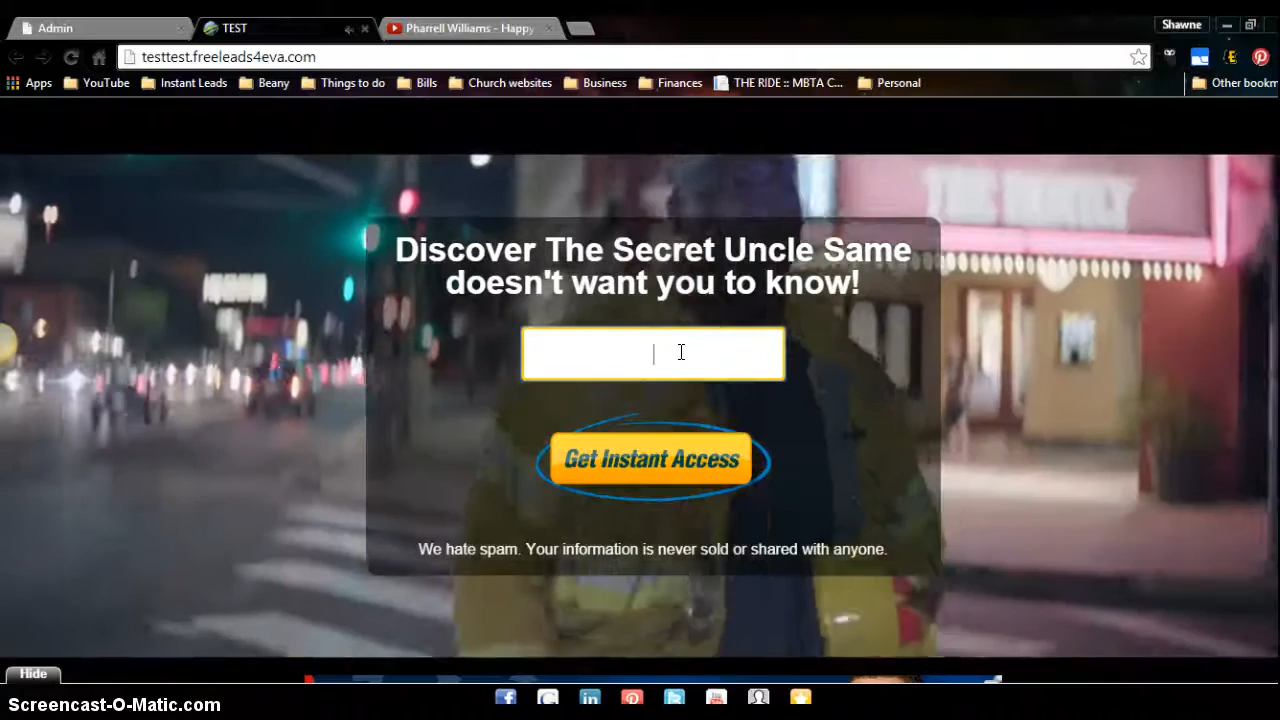 Admin
TEST
Pharrell Williams - Happy
Shawne
testtest.freeleads4eva.com
Apps
YouTube
Instant Leads
Beany
Things to do
Bills
Church websites
Business
Finances
THE RIDE :: MBTA C...
Personal
Other bookm
Discover The Secret Uncle Same
doesn't want you to know!
Get Instant Access
We hate spam. Your information is never sold or shared with anyone.
Hide
Screencast-O-Matic.com